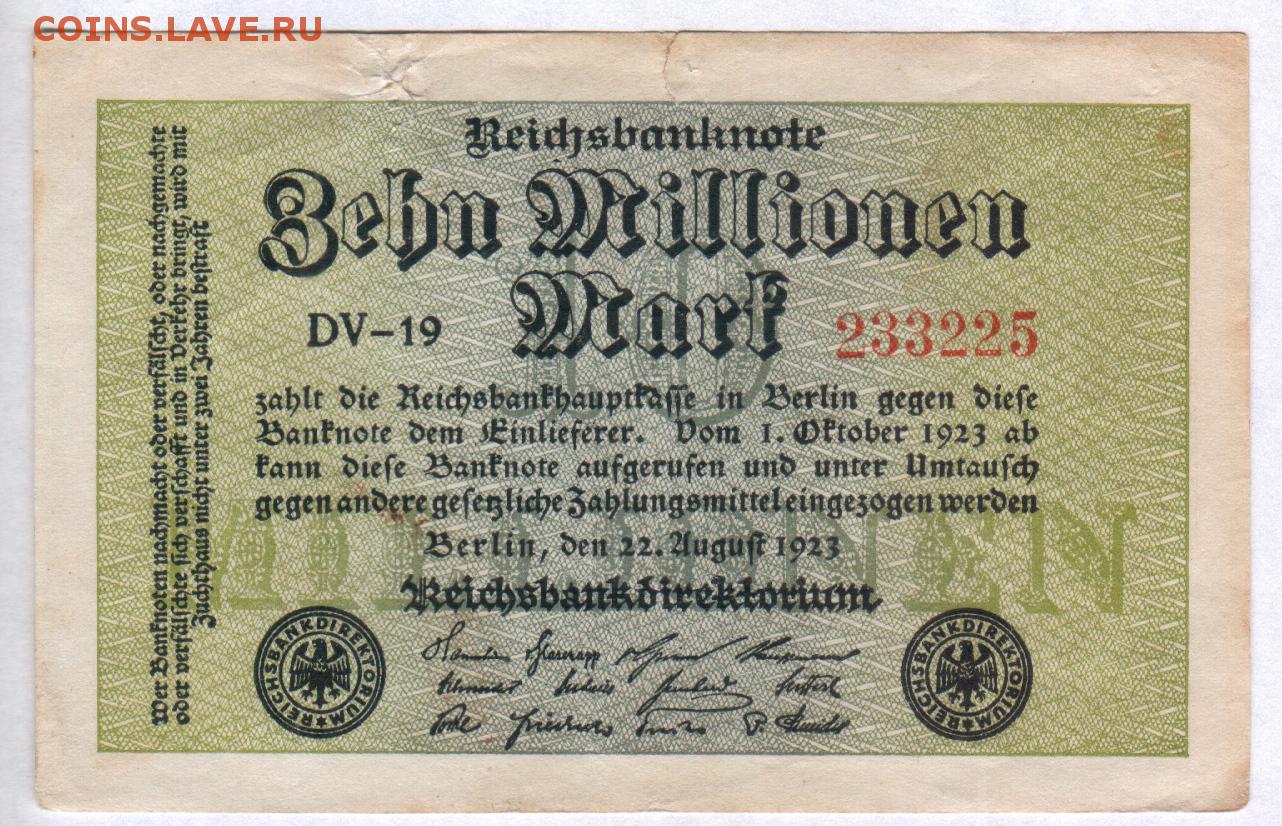 COINS.LAVE.RU
Reichsbanknote
Zehn Millionen
Mark
DV-19
233225
zahlt die Reichsbankhauptkasse in Berlin gegen diese
Banknote dem Einlieferer. Vom 1. Oktober 1923 ab
kann diese Banknote aufgerufen und unter Umtausch
gegen andere gesetzliche Zahlungsmittel eingezogen werden
Berlin, den 22. August 1923
Reichsbankdirektorium
REICHSBANKDIREKTORIUM
REICHSBANKDIREKTORIUM
Wer Banknoten nachmacht oder verfälscht, oder nachgemachte
oder verfälschte sich verschafft und in Verkehr bringt, wird mit
Zuchthaus nicht unter zwei Jahren bestraft
10
MILLIONEN